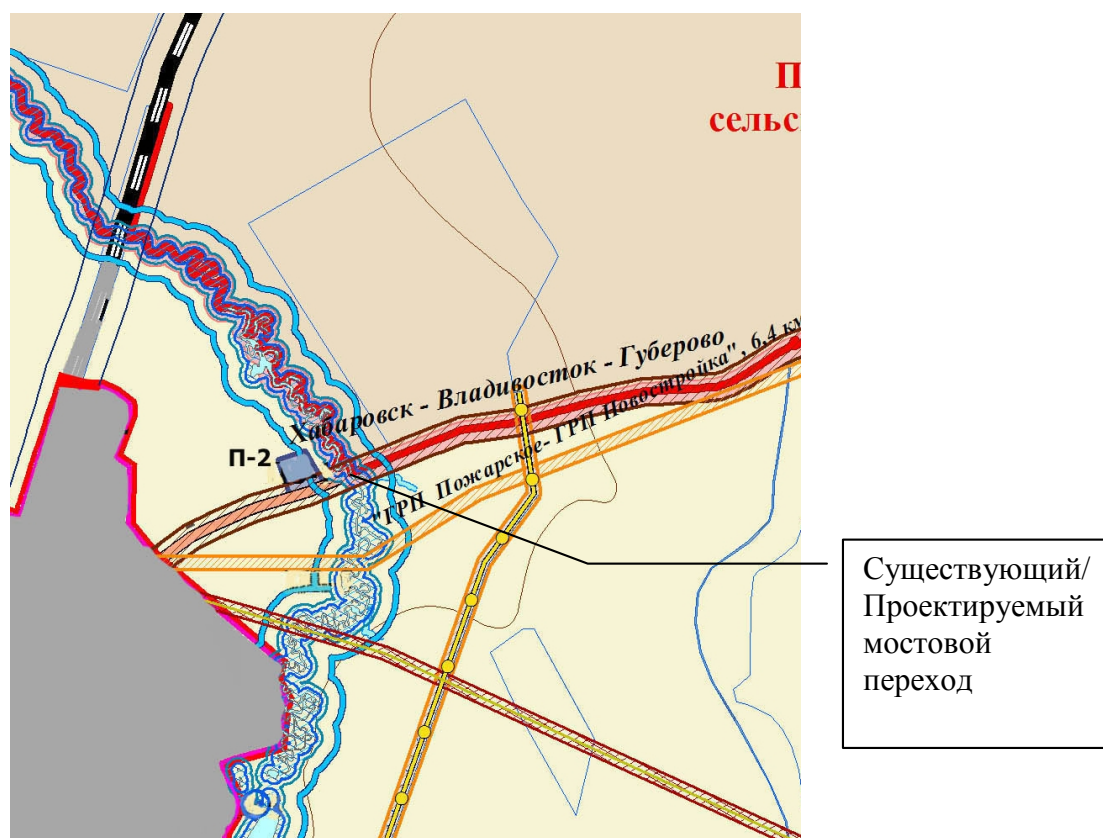 П
сельс
Хабаровск - Владивосток - Губерово
"ГРП Пожарское- ГРП Новостройка", 6,4 км
П-2
Существующий/
Проектируемый
мостовой
переход